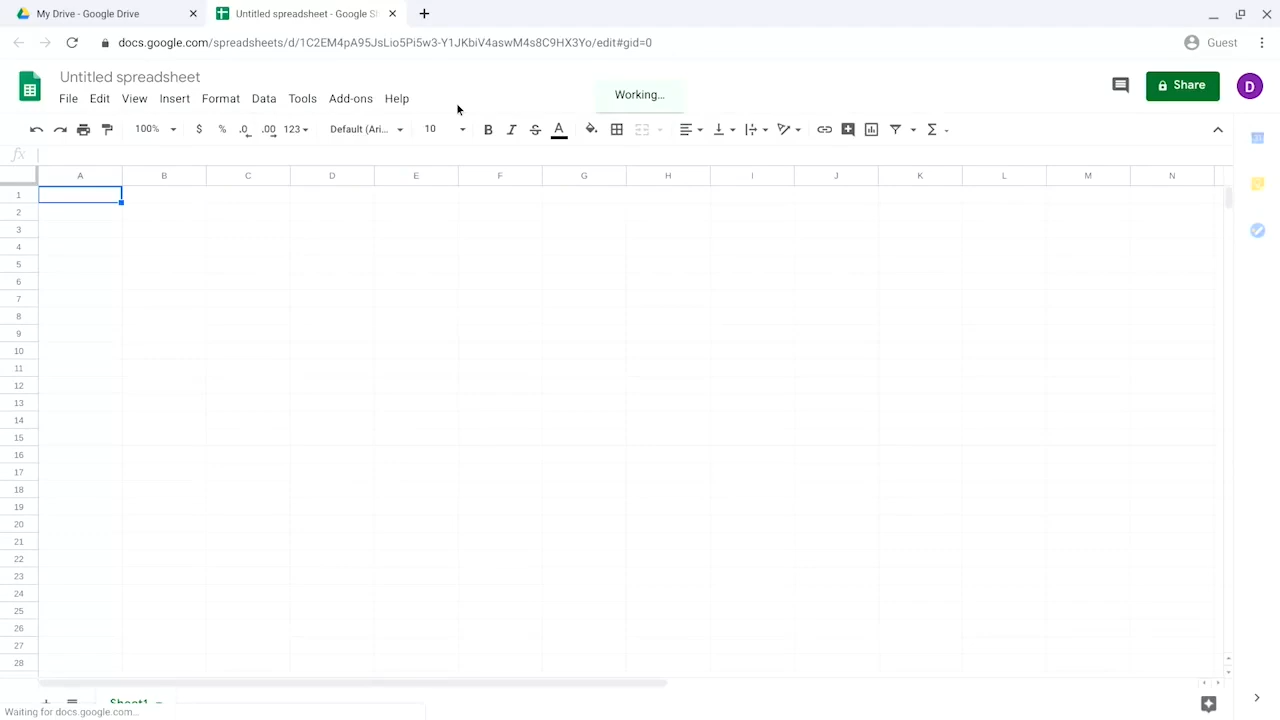 My Drive - Google Drive
Untitled spreadsheet - Google S
docs.google.com/spreadsheets/d/1C2EM4pA95JsLio5Pi5w3-Y1JKbiV4aswM4s8C9HX3Yo/edit#gid=0
Guest
Untitled spreadsheet
File Edit View Insert Format Data Tools Add-ons Help
Working...
Share
D
100% $ % .0 .00 123 Default (Ari... 10 B I S A Σ
fx
A B C D E F G H I J K L M N
1
2
3
4
5
6
7
8
9
10
11
12
13
14
15
16
17
18
19
20
21
22
23
24
25
26
27
28
Sheet1
Waiting for docs.google.com...